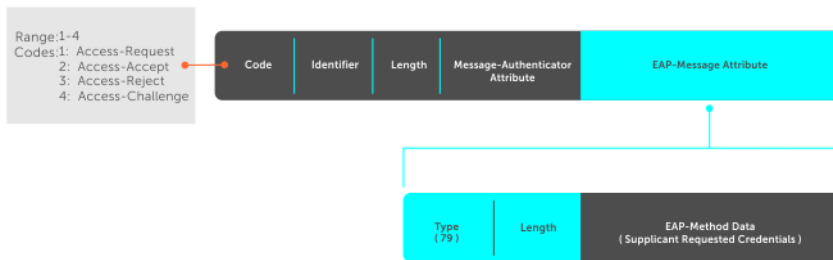 Range:1-4
Codes:1: Access-Request
2: Access-Accept
3: Access-Reject
4: Access-Challenge
Code
Identifier
Length
Message-Authenticator
Attribute
EAP-Message Attribute
Type
( 79 )
Length
EAP-Method Data
( Supplicant Requested Credentials )